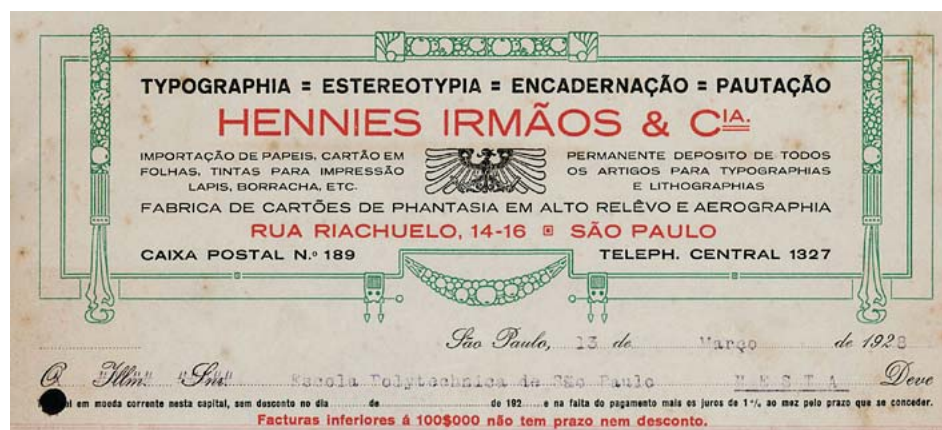 TYPOGRAPHIA = ESTEREOTYPIA = ENCADERNAÇÃO = PAUTAÇÃO
HENNIES IRMÃOS & CIA.
IMPORTAÇÃO DE PAPEIS, CARTÃO EM
FOLHAS, TINTAS PARA IMPRESSÃO
LAPIS, BORRACHA, ETC.
PERMANENTE DEPOSITO DE TODOS
OS ARTIGOS PARA TYPOGRAPHIAS
E LITHOGRAPHIAS
FABRICA DE CARTÕES DE PHANTASIA EM ALTO RELÊVO E AEROGRAPHIA
RUA RIACHUELO, 14-16 SÃO PAULO
CAIXA POSTAL N.º 189 TELEPH. CENTRAL 1327
São Paulo, 13 de Março de 1928
O Illm.º Snr. Escola Polytechnica de São Paulo N E S T A Deve
em moeda corrente nesta capital, sem desconto no dia de de 192 e na falta do pagamento mais os juros de 1% ao mez pelo prazo que se conceder.
Facturas inferiores á 100$000 não tem prazo nem desconto.